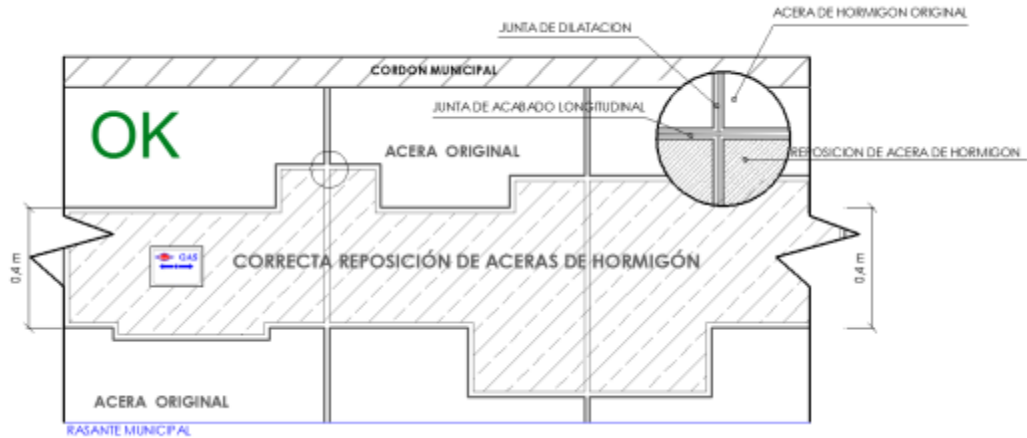 ACERA DE HORMIGON ORIGINAL
JUNTA DE DILATACION
CORDON MUNICIPAL
JUNTA DE ACABADO LONGITUDINAL
OK
ACERA ORIGINAL
REPOSICION DE ACERA DE HORMIGON
GAS
CORRECTA REPOSICIÓN DE ACERAS DE HORMIGÓN
0,4 m
0,4 m
ACERA ORIGINAL
RASANTE MUNICIPAL